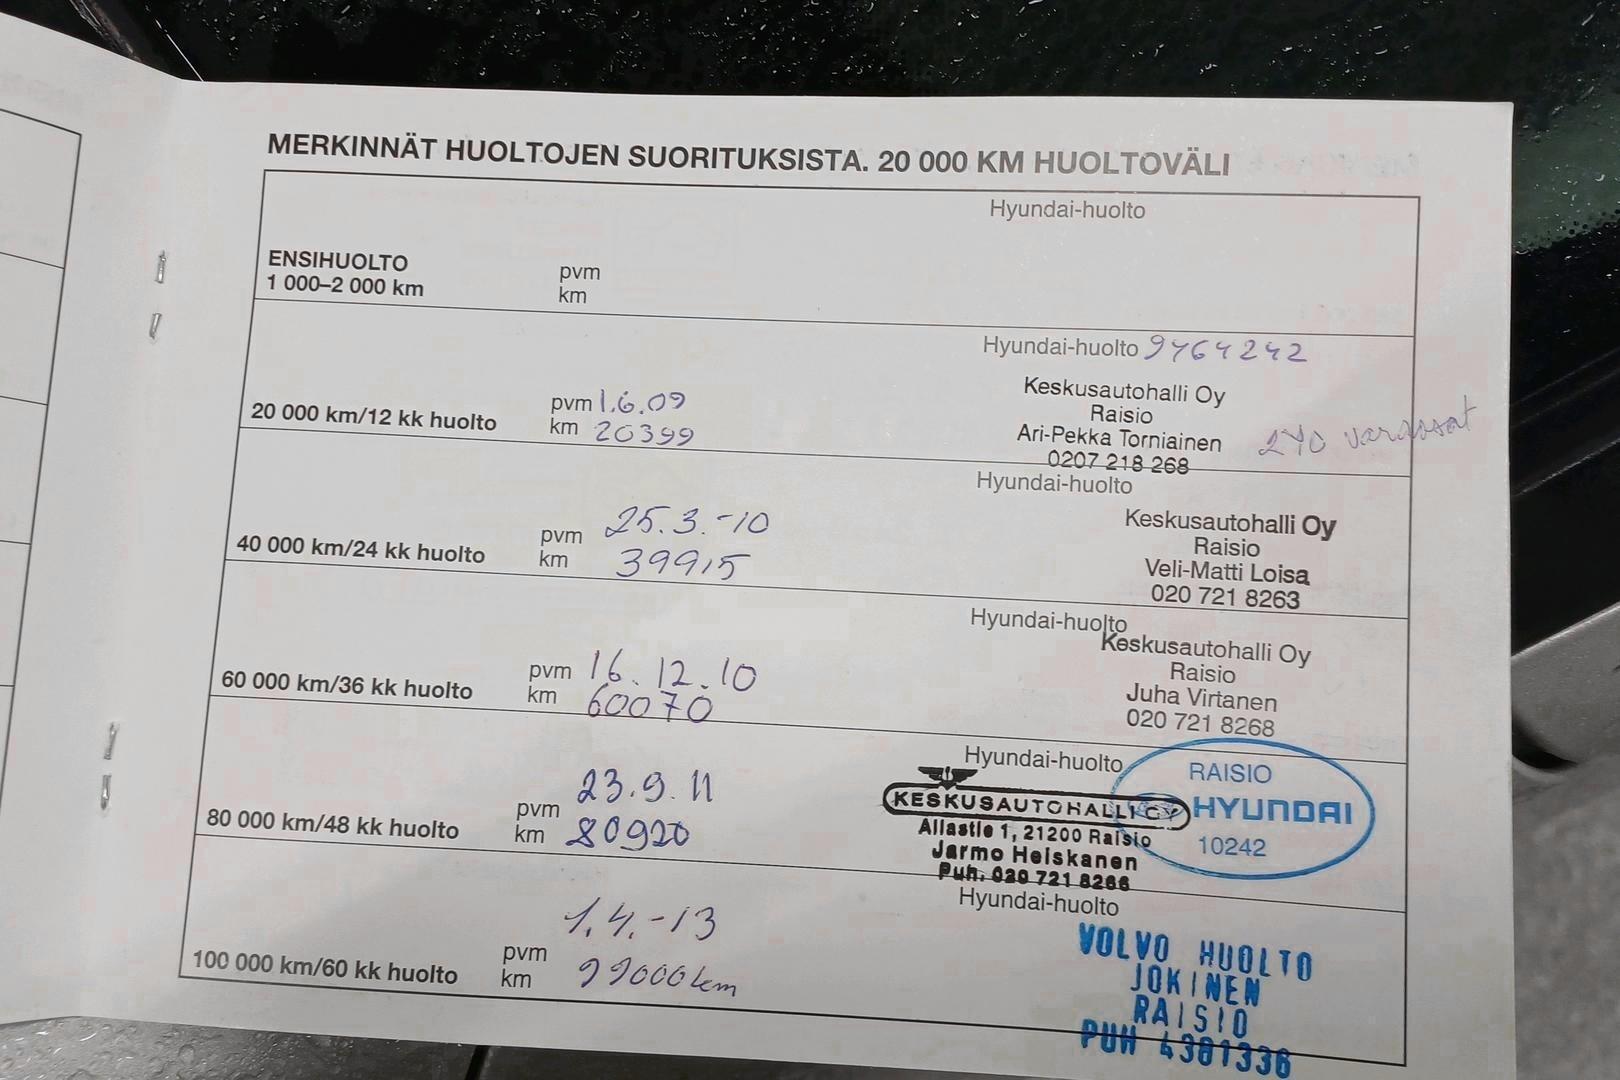 MERKINNÄT HUOLTOJEN SUORITUKSISTA. 20 000 KM HUOLTOVÄLI
Hyundai-huolto
ENSIHUOLTO
1 000–2 000 km
pvm
km
Hyundai-huolto 9764242
20 000 km/12 kk huolto
pvm 1.6.09
km 20399
Keskusautohalli Oy
Raisio
Ari-Pekka Torniainen
0207 218 268
Hyundai-huolto
40 000 km/24 kk huolto
pvm 25.3.-10
km 39915
Keskusautohalli Oy
Raisio
Veli-Matti Loisa
020 721 8263
Hyundai-huolto
60 000 km/36 kk huolto
pvm 16.12.10
km 60070
Keskusautohalli Oy
Raisio
Juha Virtanen
020 721 8268
Hyundai-huolto
80 000 km/48 kk huolto
pvm 23.9.11
km 80920
KESKUSAUTOHALLI OY
Allastie 1, 21200 Raisio
Jarmo Heiskanen
Puh. 020 721 8266
RAISIO
HYUNDAI
10242
Hyundai-huolto
100 000 km/60 kk huolto
pvm 1.4.-13
km 99000km
VOLVO HUOLTO
JOKINEN
RAISIO
PUH 4381336